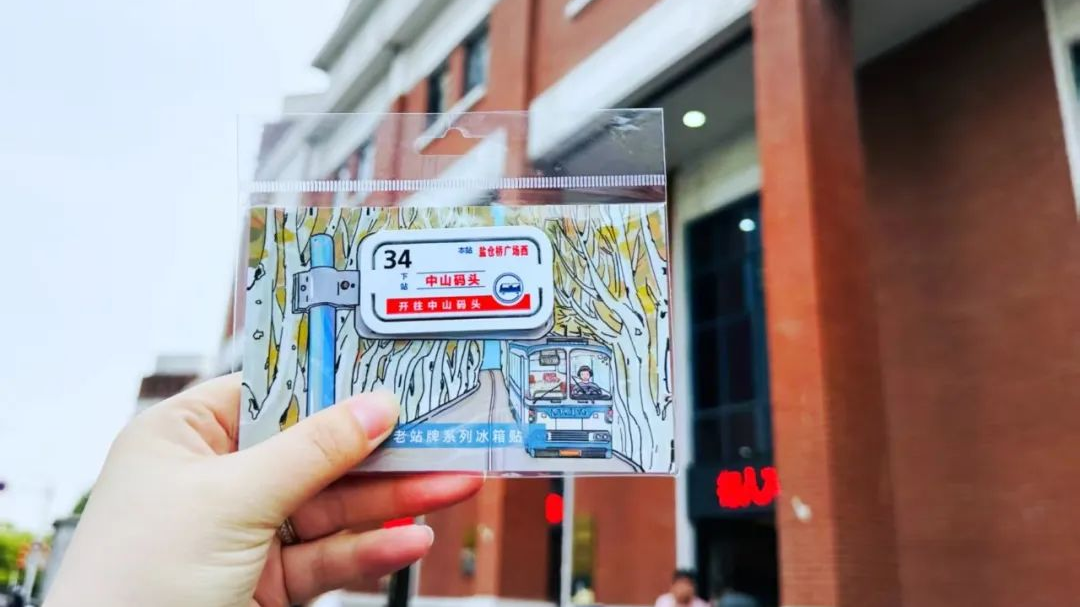 34
本站 盐仓桥广场西
下站 中山码头
开往中山码头
老站牌系列冰箱贴